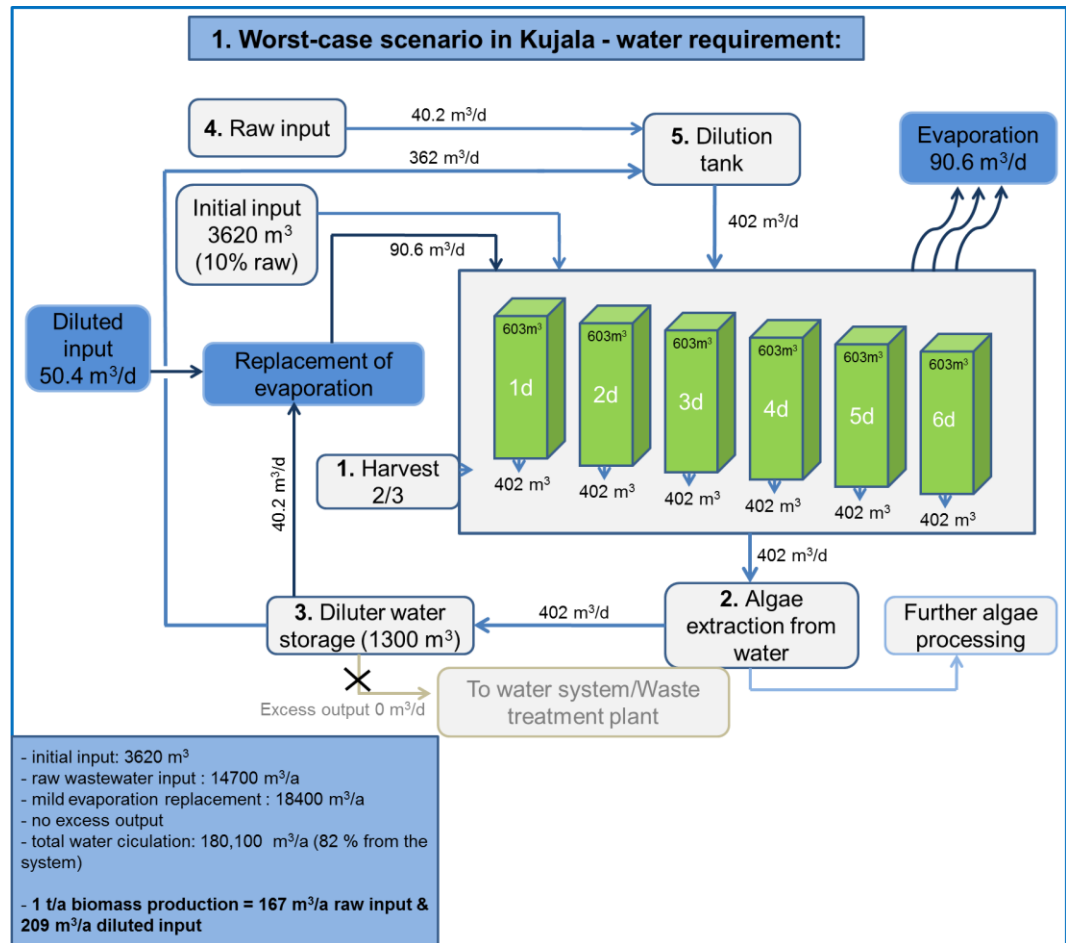 1. Worst-case scenario in Kujala - water requirement:
4. Raw input
40.2 m³/d
362 m³/d
5. Dilution
tank
Evaporation
90.6 m³/d
Initial input
3620 m³
(10% raw)
90.6 m³/d
402 m³/d
Diluted
input
50.4 m³/d
Replacement of
evaporation
603m³
603m³
603m³
603m³
603m³
603m³
1d
2d
3d
4d
5d
6d
1. Harvest
2/3
402 m³
402 m³
402 m³
402 m³
402 m³
402 m³
40.2 m³/d
402 m³/d
3. Diluter water
storage (1300 m³)
402 m³/d
2. Algae
extraction from
water
Further algae
processing
Excess output 0 m³/d
To water system/Waste
treatment plant
- initial input: 3620 m³
- raw wastewater input : 14700 m³/a
- mild evaporation replacement : 18400 m³/a
- no excess output
- total water ciculation: 180,100 m³/a (82 % from the
system)
- 1 t/a biomass production = 167 m³/a raw input &
209 m³/a diluted input